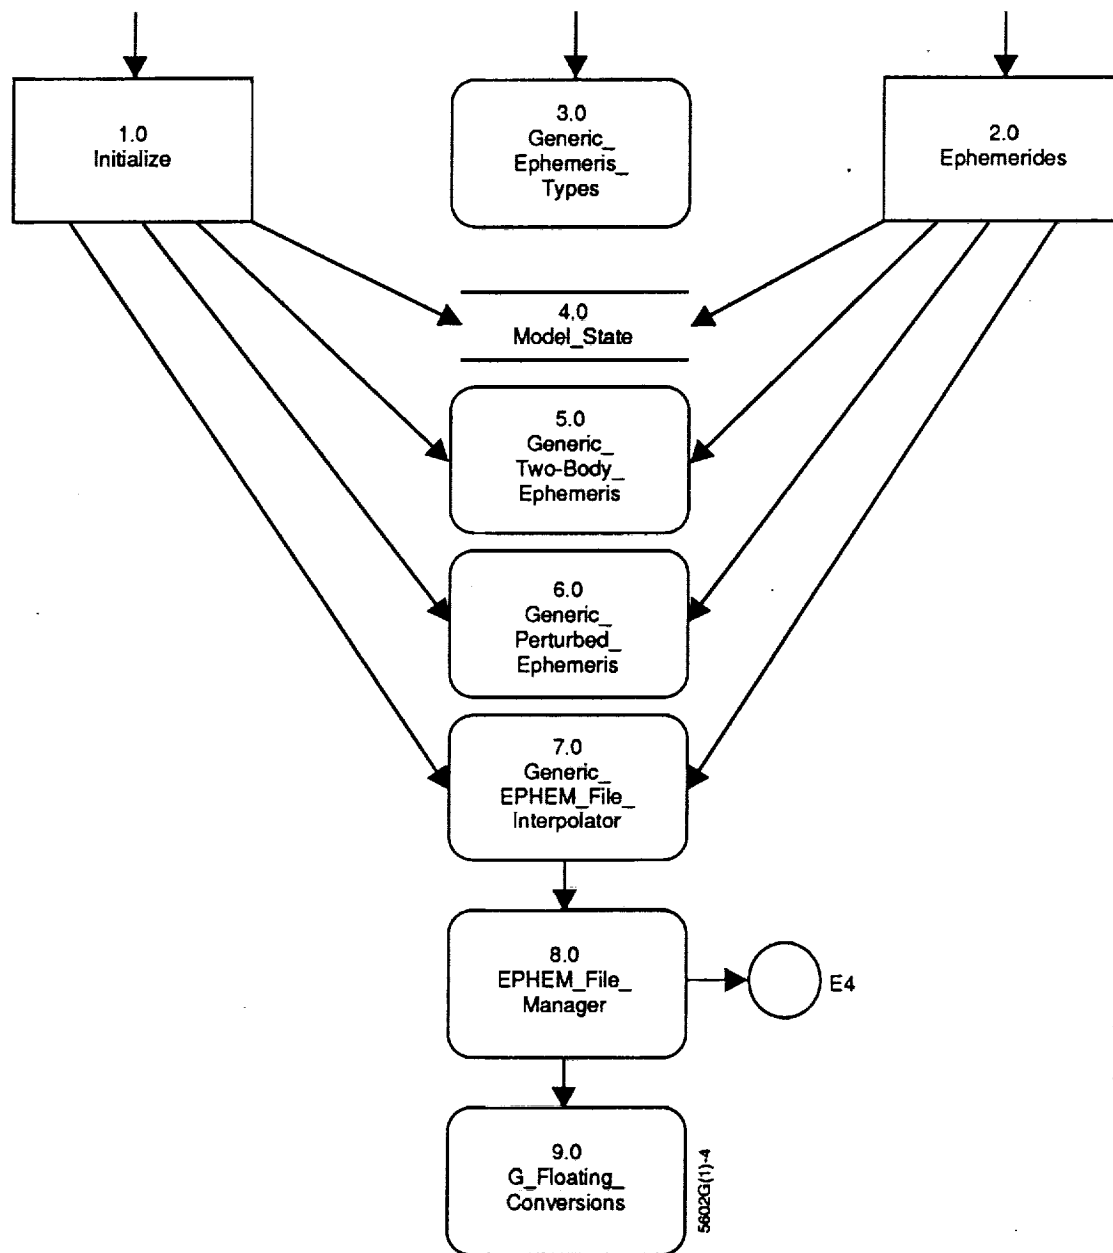 1.0
Initialize
3.0
Generic_
Ephemeris_
Types
2.0
Ephemerides
4.0
Model_State
5.0
Generic_
Two-Body_
Ephemeris
6.0
Generic_
Perturbed_
Ephemeris
7.0
Generic_
EPHEM_File_
Interpolator
8.0
EPHEM_File_
Manager
E4
9.0
G_Floating_
Conversions
5602G(1)-4